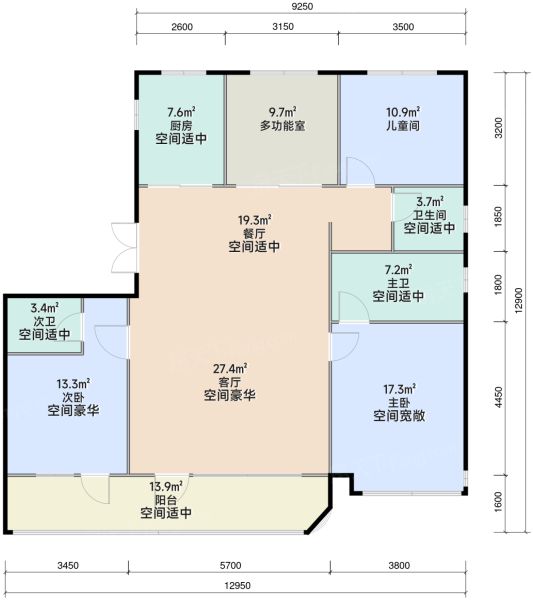 9250
2600
3150
3500
7.6㎡
厨房
空间适中
9.7㎡
多功能室
10.9㎡
儿童间
3200
19.3㎡
餐厅
空间适中
3.7㎡
卫生间
空间适中
1850
7.2㎡
主卫
空间适中
1800
12900
3.4㎡
次卫
空间适中
13.3㎡
次卧
空间豪华
27.4㎡
客厅
空间豪华
17.3㎡
主卧
空间宽敞
4450
13.9㎡
阳台
空间适中
1600
3450
5700
3800
12950